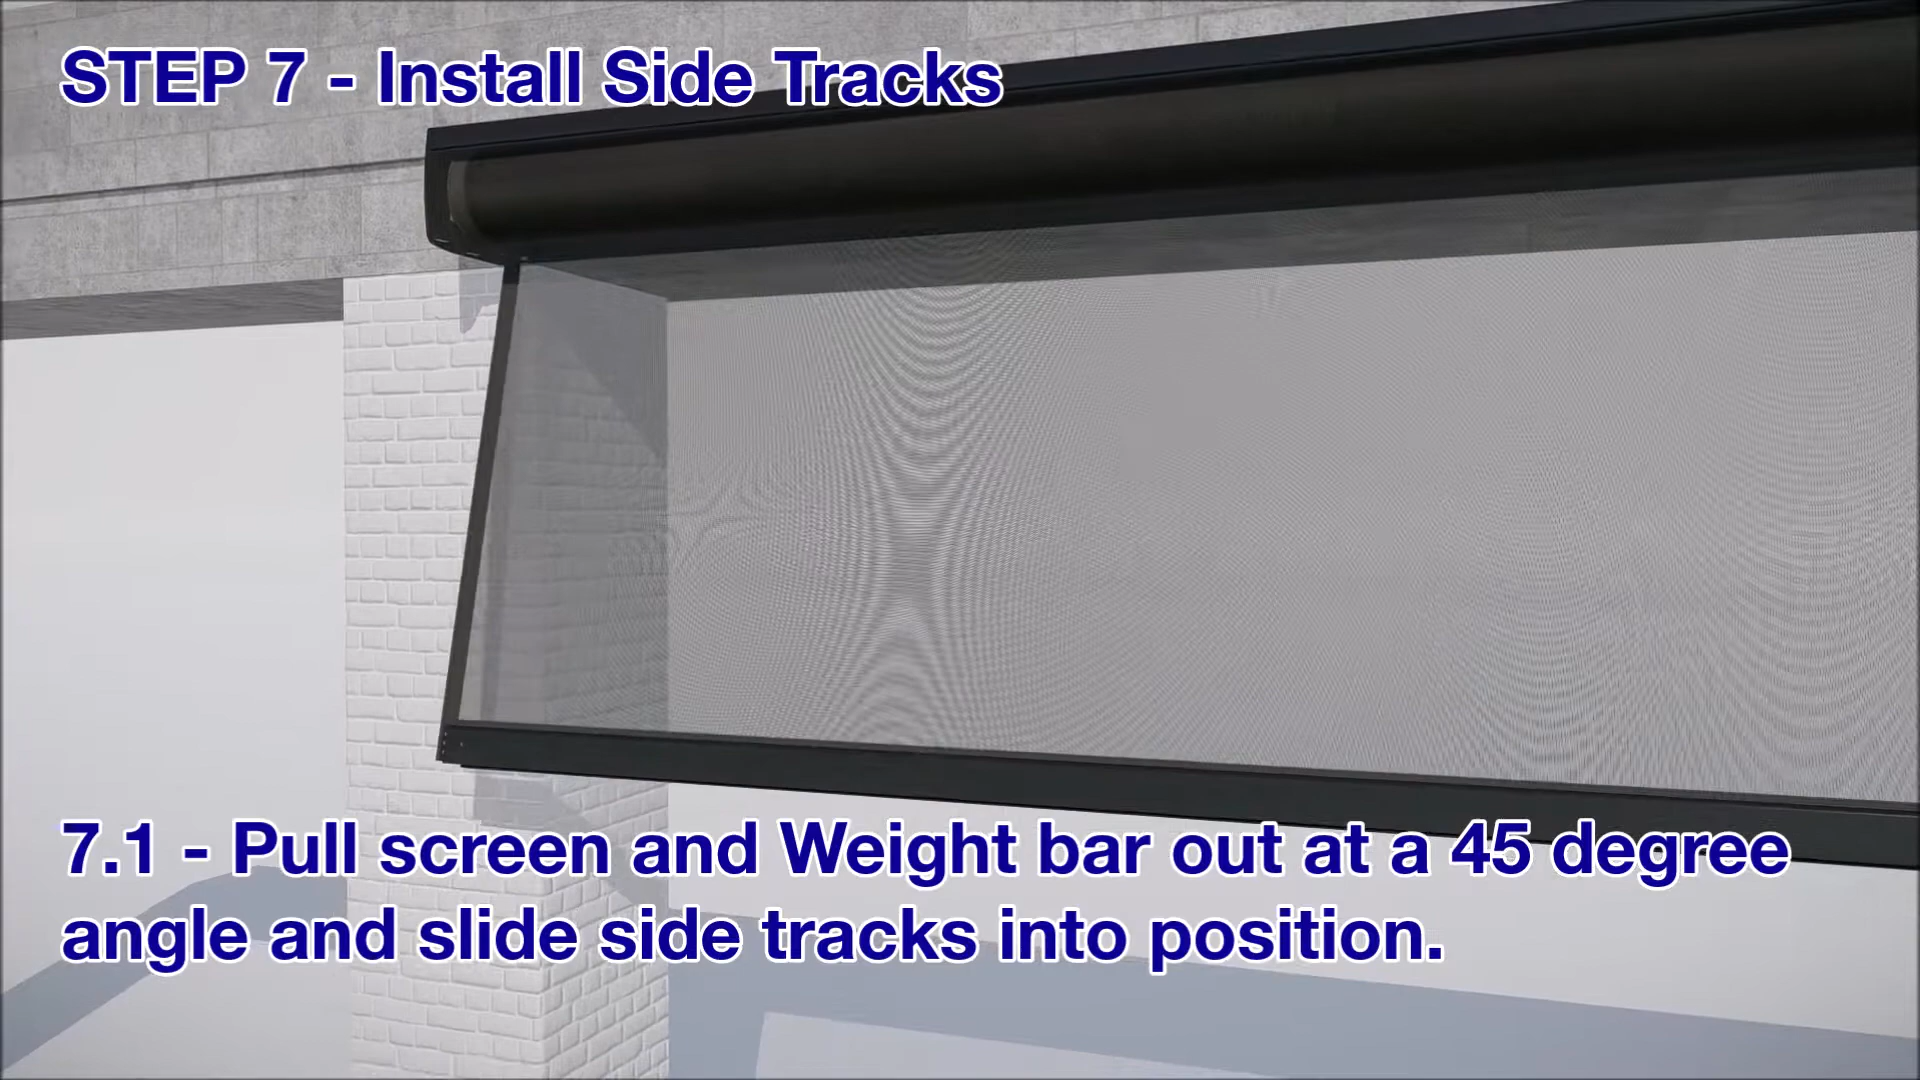 STEP 7 - Install Side Tracks
7.1 - Pull screen and Weight bar out at a 45 degree
angle and slide side tracks into position.